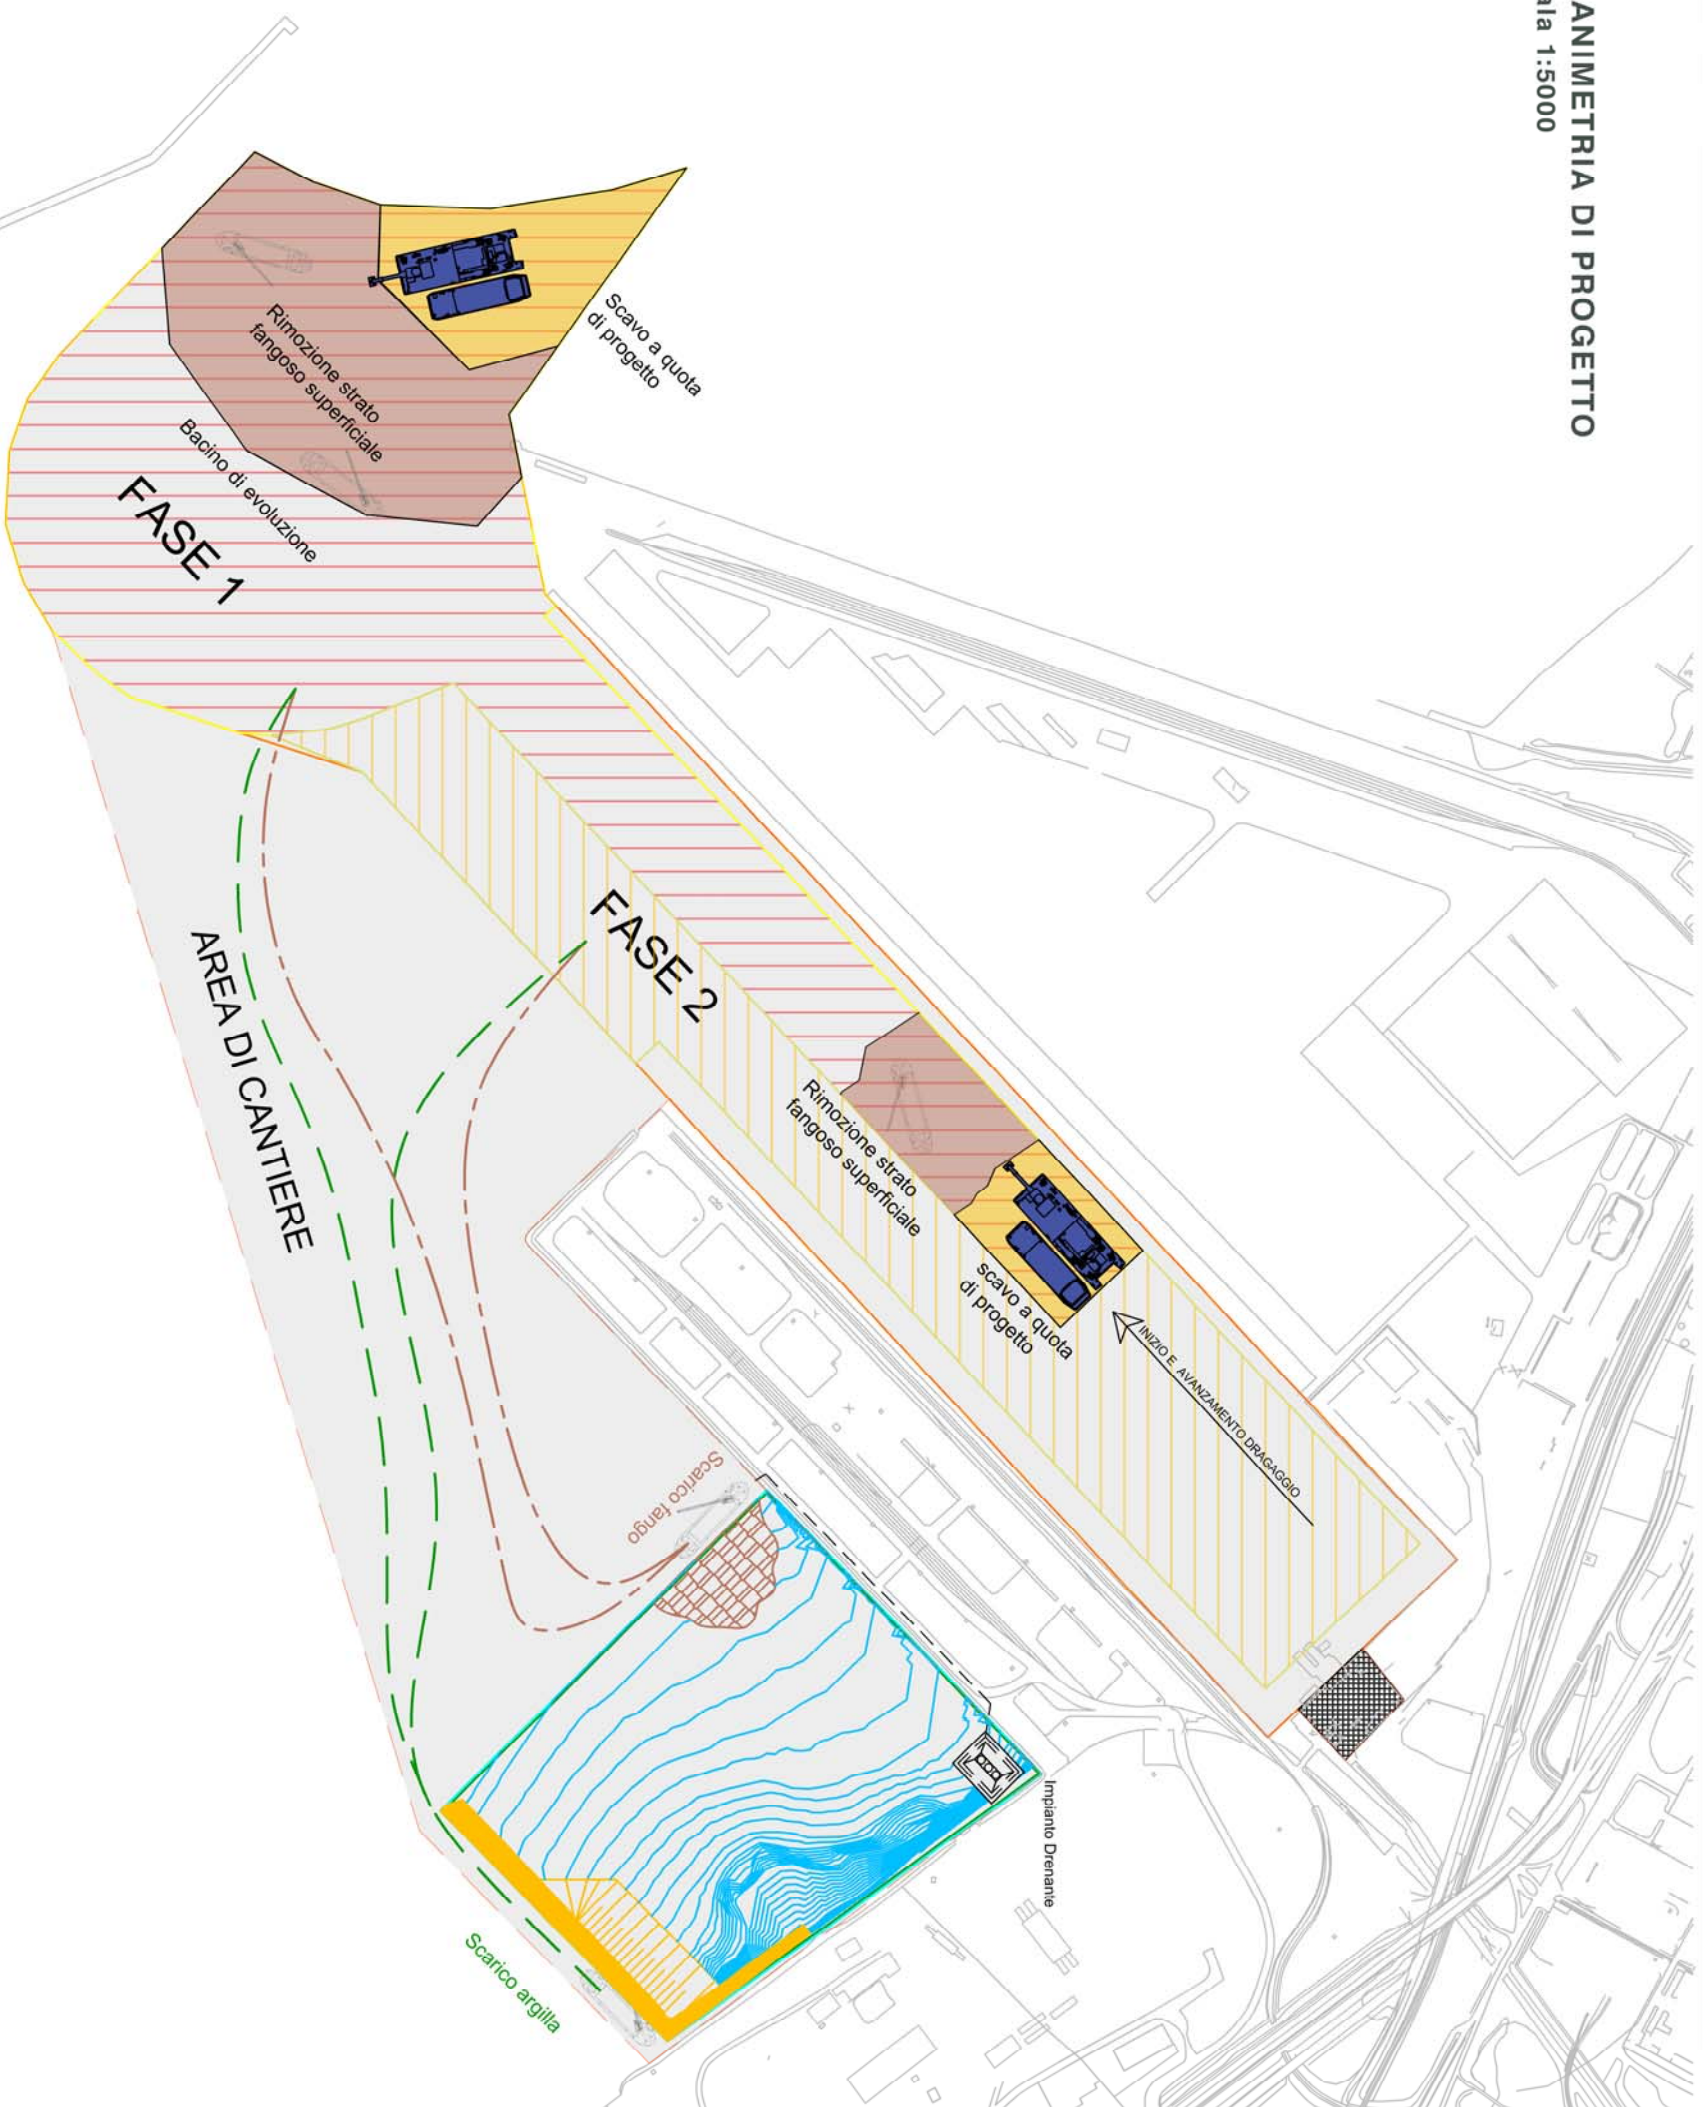 ANIMETRIA DI PROGETTO
ala 1:5000
Scavo a quota
di progetto
Rimozione strato
fangoso superficiale
Bacino di evoluzione
FASE 1
FASE 2
AREA DI CANTIERE
Rimozione strato
fangoso superficiale
scavo a quota
di progetto
INIZIO E AVANZAMENTO DRAGAGGIO
Scarico fango
Impianto Drenante
Scarico argilla